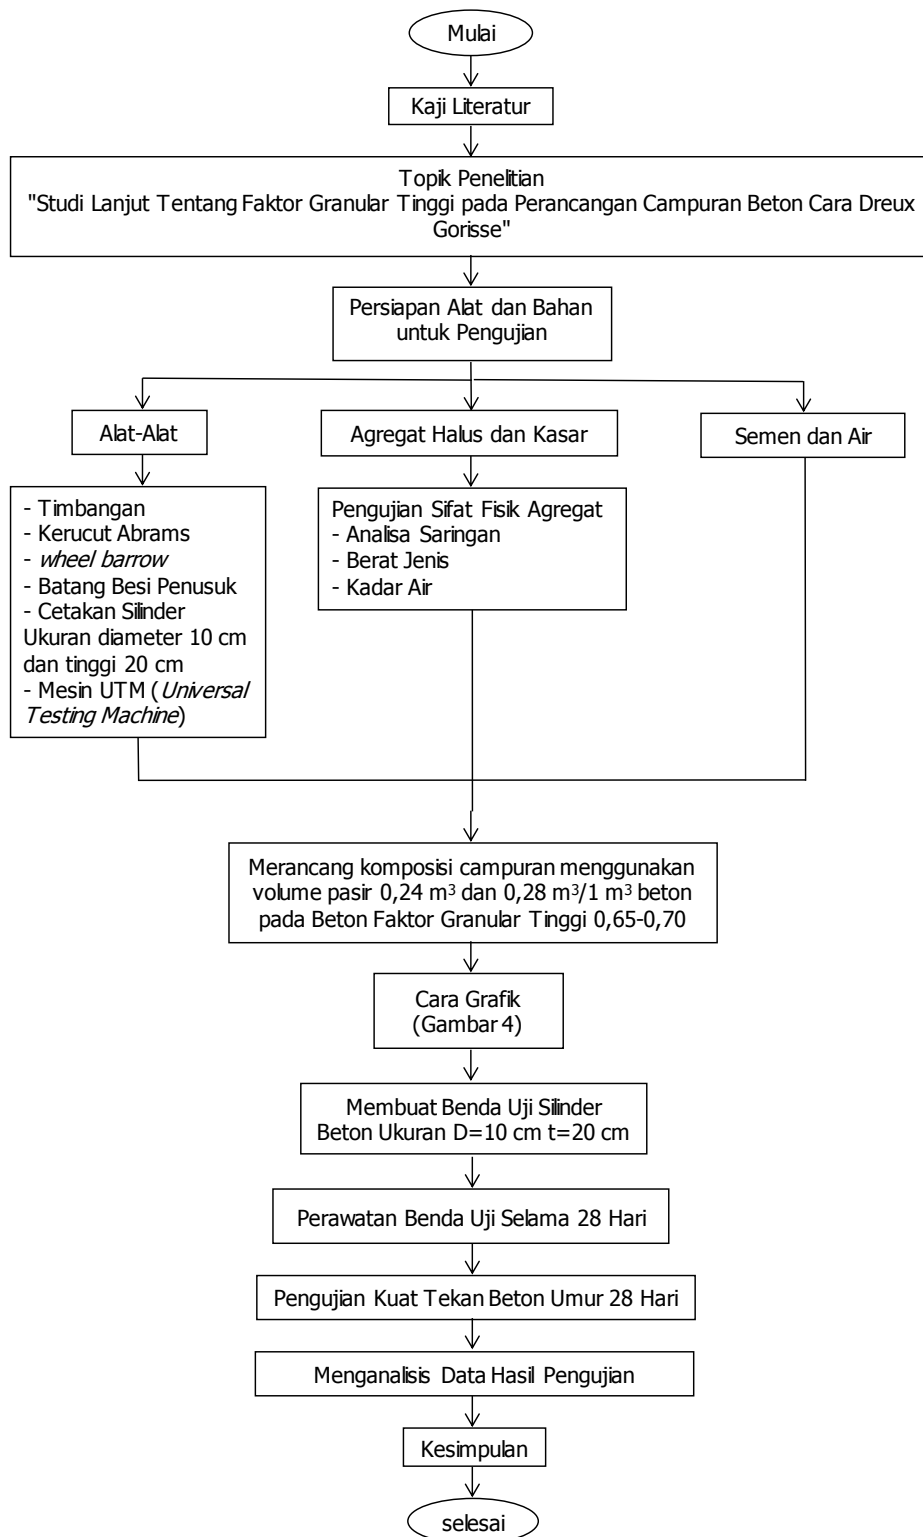 Mulai
Kaji Literatur
Topik Penelitian
"Studi Lanjut Tentang Faktor Granular Tinggi pada Perancangan Campuran Beton Cara Dreux
Gorisse"
Persiapan Alat dan Bahan
untuk Pengujian
Alat-Alat
Agregat Halus dan Kasar
Semen dan Air
- Timbangan
- Kerucut Abrams
- wheel barrow
- Batang Besi Penusuk
- Cetakan Silinder
Ukuran diameter 10 cm
dan tinggi 20 cm
- Mesin UTM (Universal
Testing Machine)
Pengujian Sifat Fisik Agregat
- Analisa Saringan
- Berat Jenis
- Kadar Air
Merancang komposisi campuran menggunakan
volume pasir 0,24 m³ dan 0,28 m³/1 m³ beton
pada Beton Faktor Granular Tinggi 0,65-0,70
Cara Grafik
(Gambar 4)
Membuat Benda Uji Silinder
Beton Ukuran D=10 cm t=20 cm
Perawatan Benda Uji Selama 28 Hari
Pengujian Kuat Tekan Beton Umur 28 Hari
Menganalisis Data Hasil Pengujian
Kesimpulan
selesai